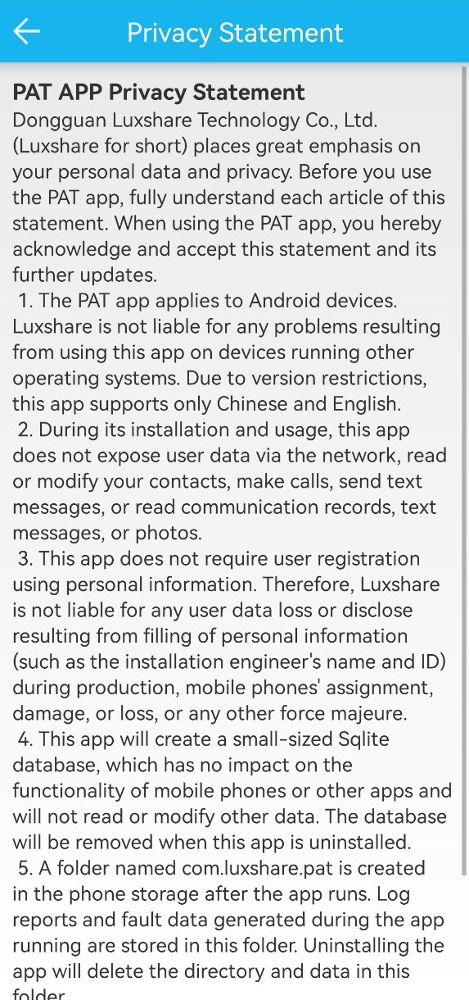 Privacy Statement
PAT APP Privacy Statement
Dongguan Luxshare Technology Co., Ltd.
(Luxshare for short) places great emphasis on
your personal data and privacy. Before you use
the PAT app, fully understand each article of this
statement. When using the PAT app, you hereby
acknowledge and accept this statement and its
further updates.
1. The PAT app applies to Android devices.
Luxshare is not liable for any problems resulting
from using this app on devices running other
operating systems. Due to version restrictions,
this app supports only Chinese and English.
2. During its installation and usage, this app
does not expose user data via the network, read
or modify your contacts, make calls, send text
messages, or read communication records, text
messages, or photos.
3. This app does not require user registration
using personal information. Therefore, Luxshare
is not liable for any user data loss or disclose
resulting from filling of personal information
(such as the installation engineer's name and ID)
during production, mobile phones' assignment,
damage, or loss, or any other force majeure.
4. This app will create a small-sized Sqlite
database, which has no impact on the
functionality of mobile phones or other apps and
will not read or modify other data. The database
will be removed when this app is uninstalled.
5. A folder named com.luxshare.pat is created
in the phone storage after the app runs. Log
reports and fault data generated during the app
running are stored in this folder. Uninstalling the
app will delete the directory and data in this
folder